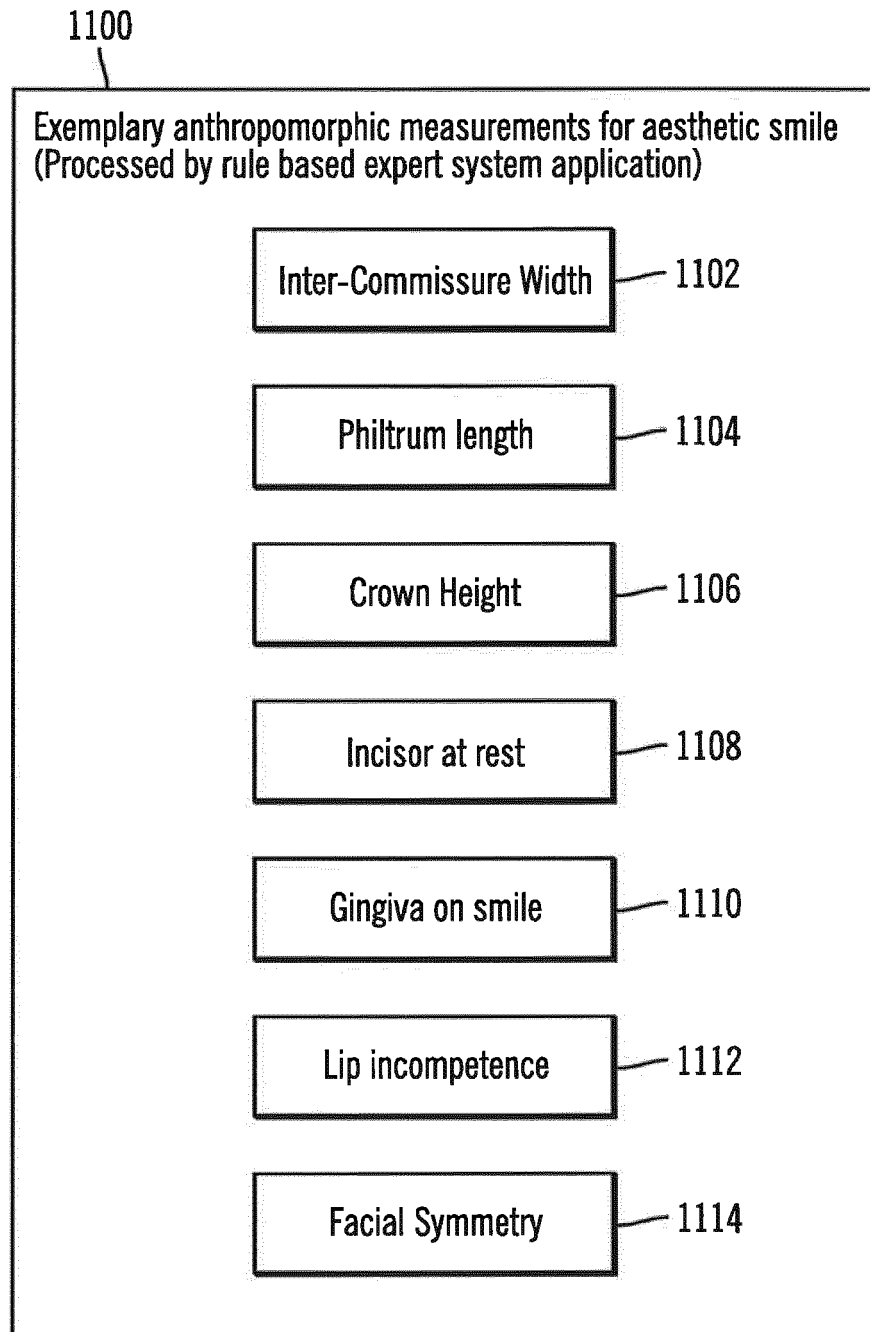 1100
Exemplary anthropomorphic measurements for aesthetic smile
(Processed by rule based expert system application)
Inter-Commissure Width 1102
Philtrum length 1104
Crown Height 1106
Incisor at rest 1108
Gingiva on smile 1110
Lip incompetence 1112
Facial Symmetry 1114